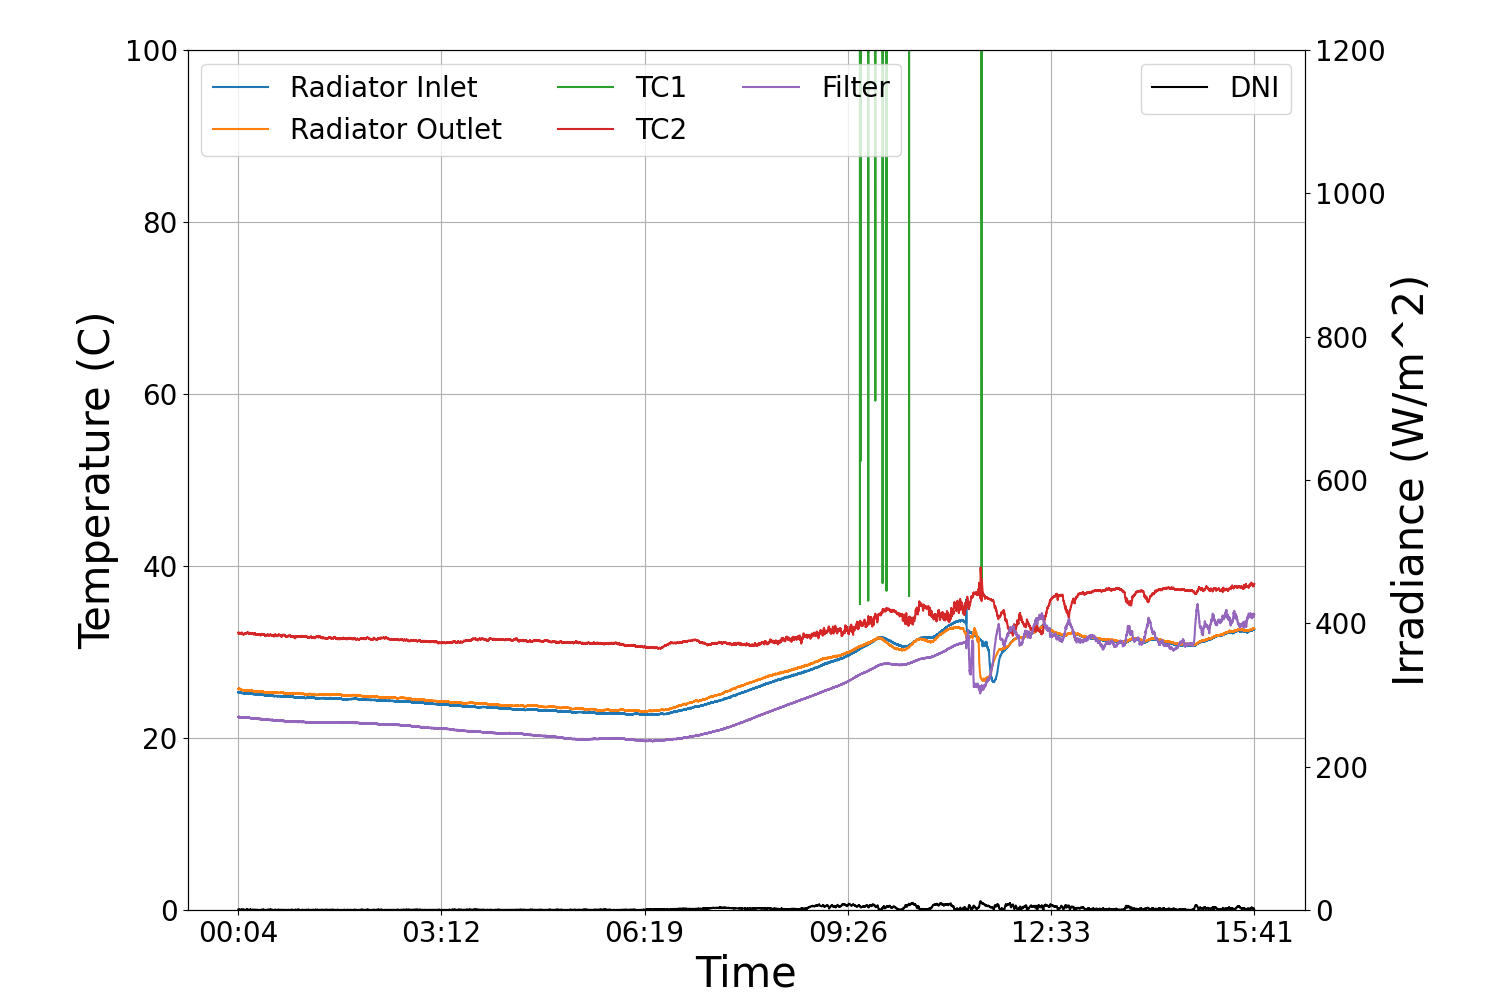 Radiator Inlet
Radiator Outlet
TC1
TC2
Filter
DNI
Temperature (C)
100
80
60
40
20
0
Irradiance (W/m^2)
1200
1000
800
600
400
200
0
00:04 03:12 06:19 09:26 12:33 15:41
Time